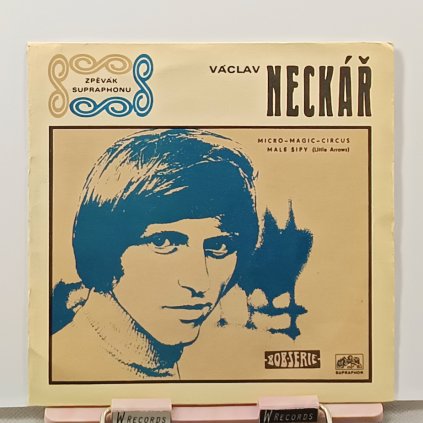 ZPĚVÁK
SUPRAPHONU
VÁCLAV
NECKÁŘ
MICRO-MAGIC-CIRCUS
MALÉ ŠÍPY (Little Arrows)
BOBSERIE
SUPRAPHON
W RECORDS
W RECORDS